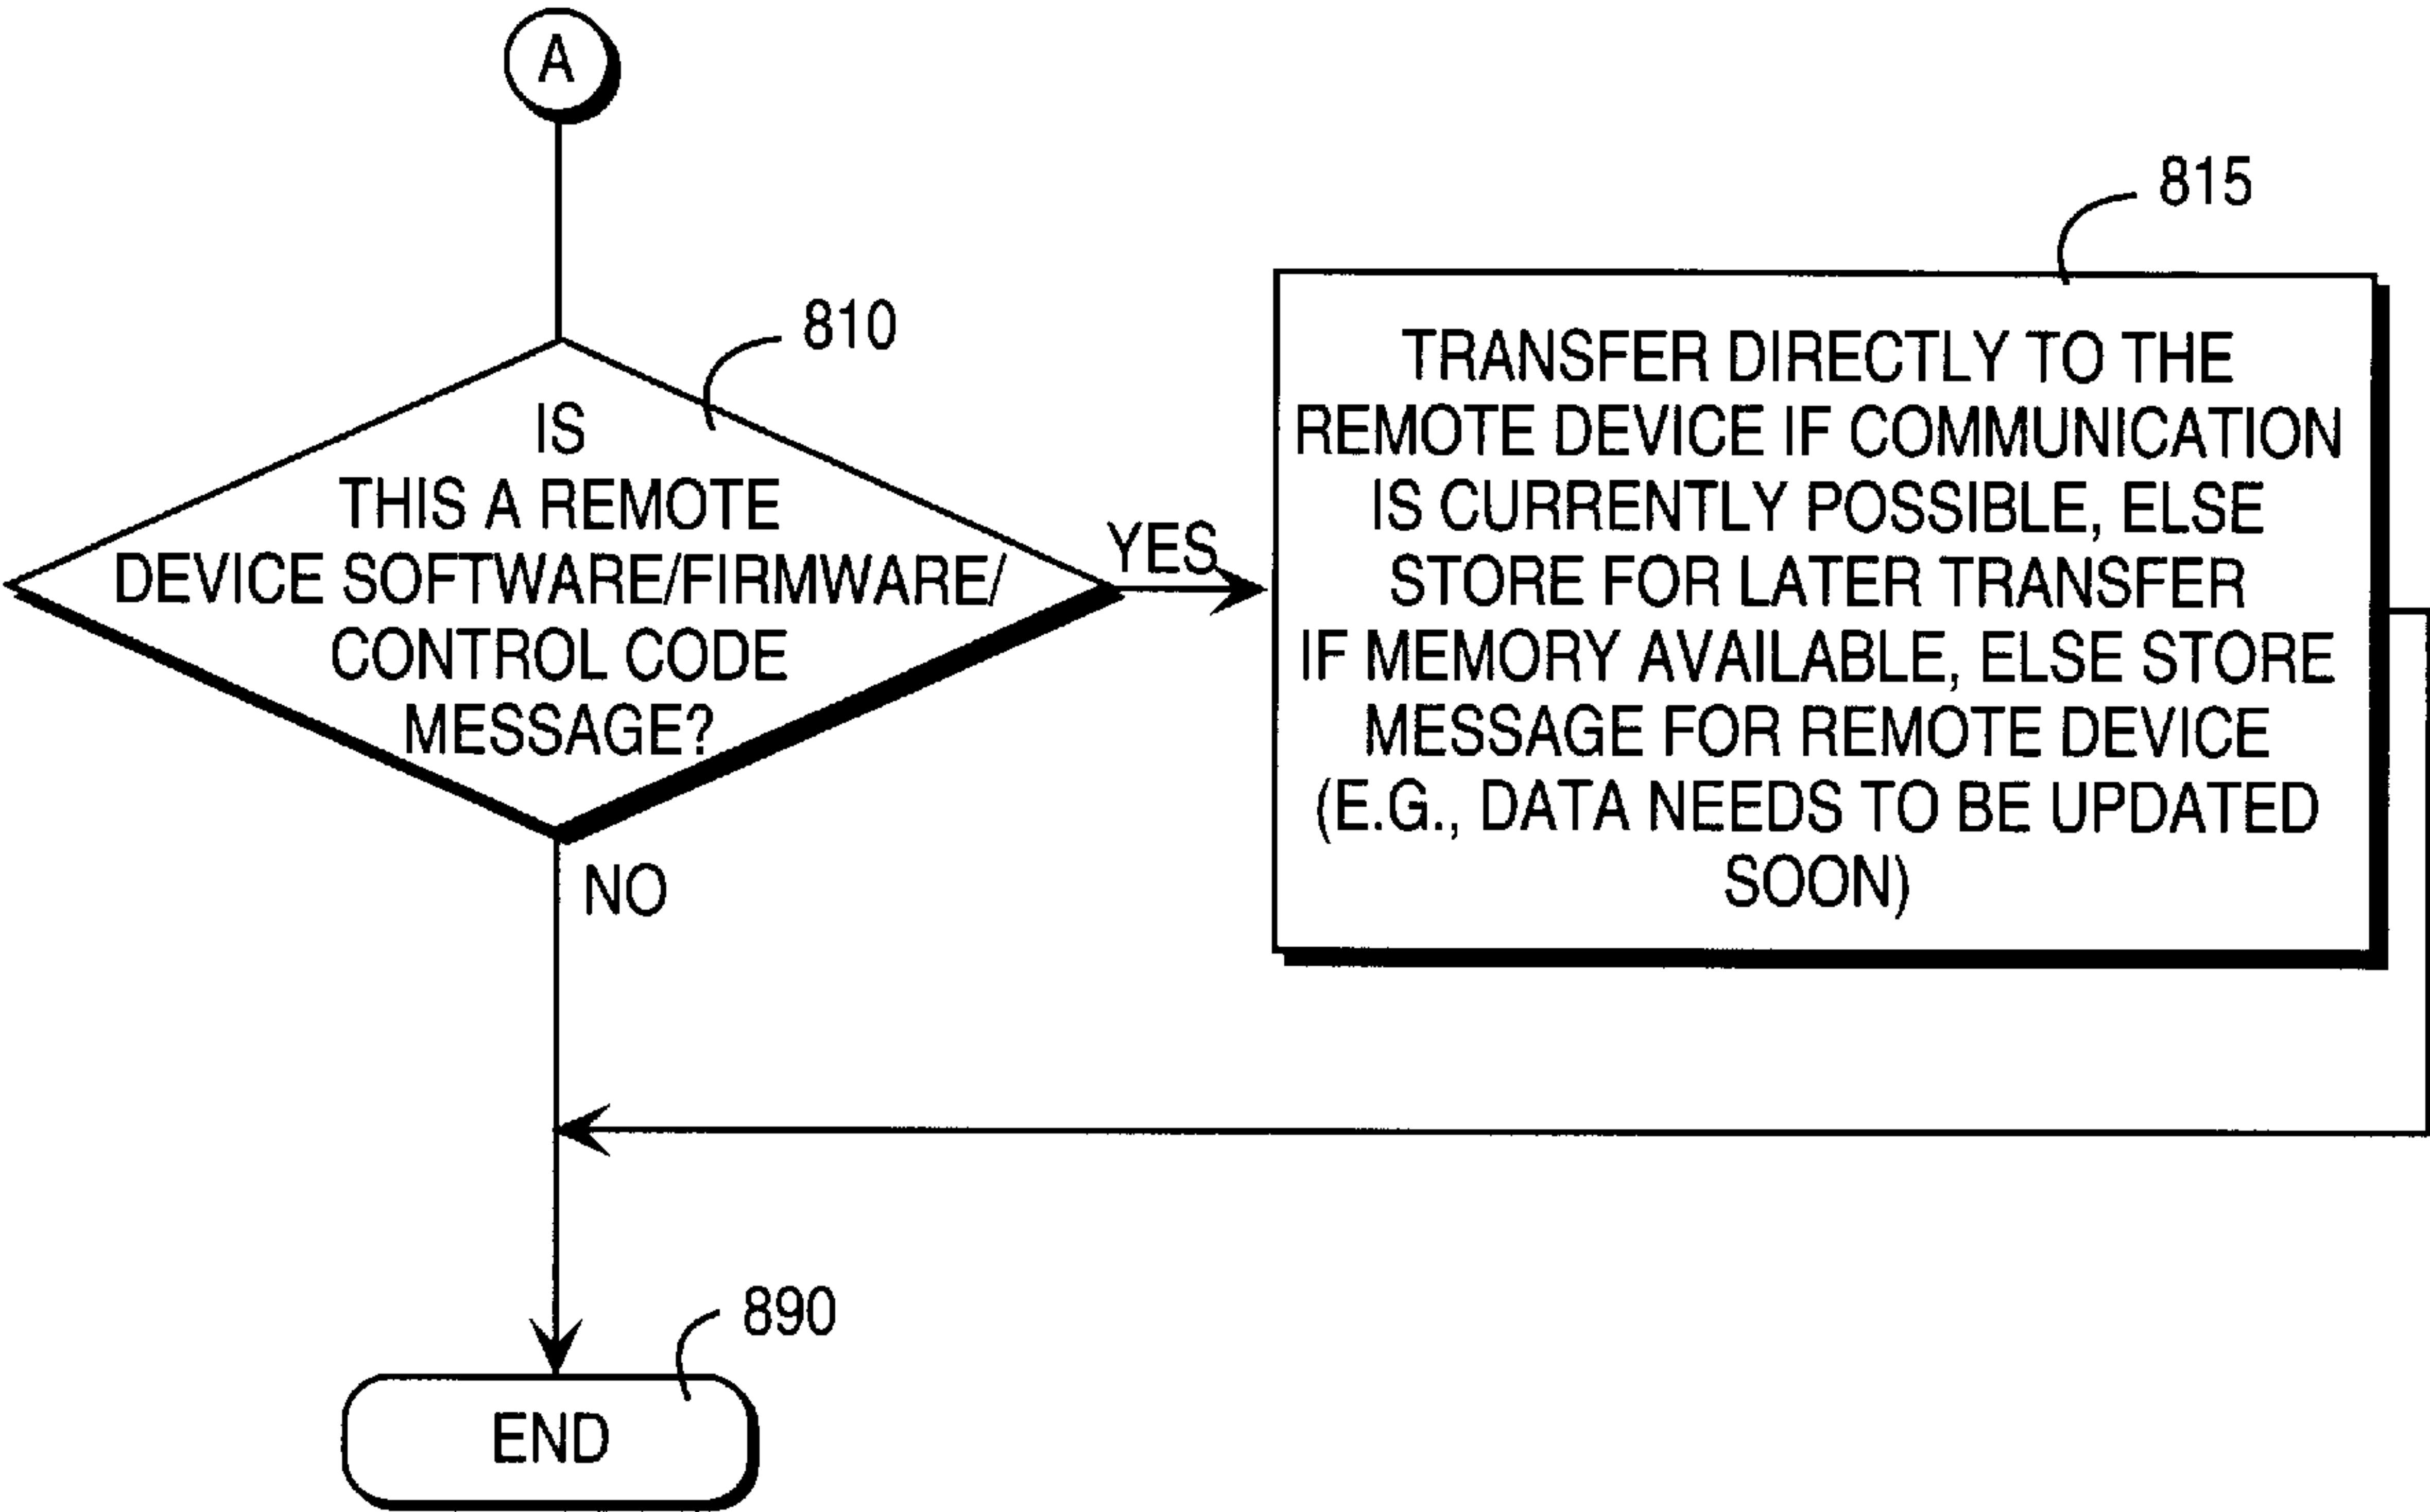 A
810
IS
THIS A REMOTE
DEVICE SOFTWARE/FIRMWARE/
CONTROL CODE
MESSAGE?
YES
815
TRANSFER DIRECTLY TO THE
REMOTE DEVICE IF COMMUNICATION
IS CURRENTLY POSSIBLE, ELSE
STORE FOR LATER TRANSFER
IF MEMORY AVAILABLE, ELSE STORE
MESSAGE FOR REMOTE DEVICE
(E.G., DATA NEEDS TO BE UPDATED
SOON)
NO
890
END